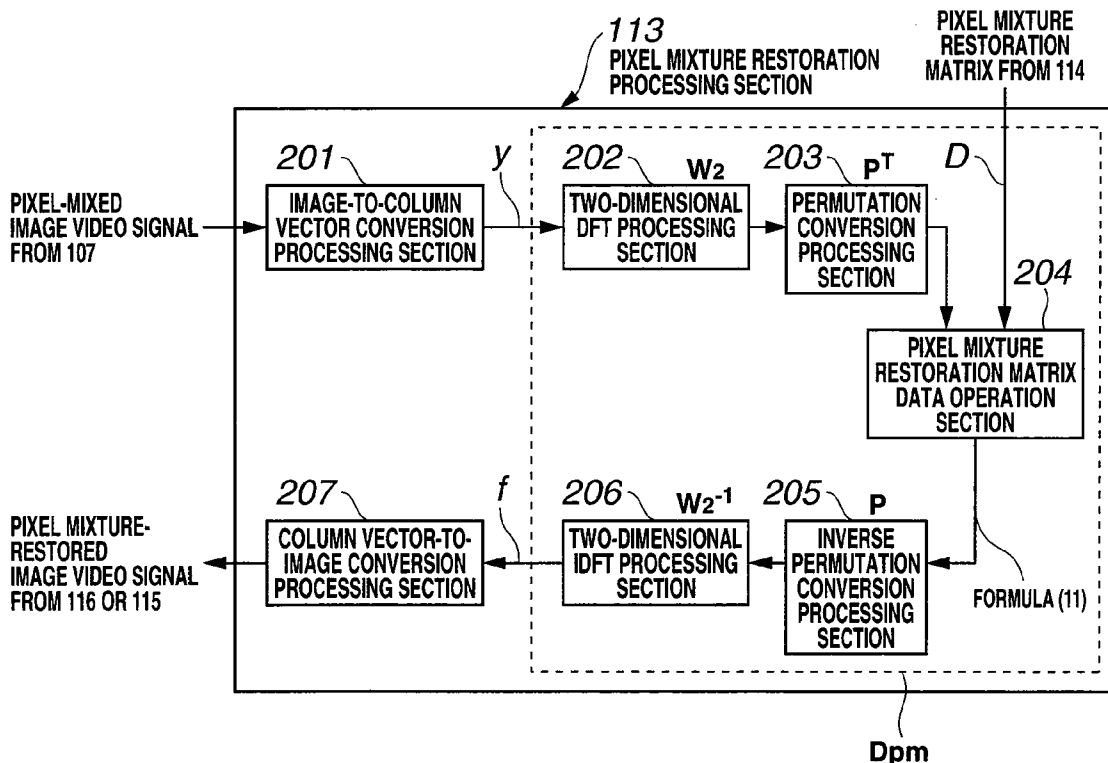 113
PIXEL MIXTURE RESTORATION
PROCESSING SECTION
PIXEL MIXTURE
RESTORATION
MATRIX FROM 114
201
y
202
W2
203
P^T
D
PIXEL-MIXED
IMAGE VIDEO SIGNAL
FROM 107
IMAGE-TO-COLUMN
VECTOR CONVERSION
PROCESSING SECTION
TWO-DIMENSIONAL
DFT PROCESSING
SECTION
PERMUTATION
CONVERSION
PROCESSING
SECTION
204
PIXEL MIXTURE
RESTORATION MATRIX
DATA OPERATION
SECTION
207
f
206
W2^-1
205
P
PIXEL MIXTURE-
RESTORED
IMAGE VIDEO SIGNAL
FROM 116 OR 115
COLUMN VECTOR-TO-
IMAGE CONVERSION
PROCESSING SECTION
TWO-DIMENSIONAL
IDFT PROCESSING
SECTION
INVERSE
PERMUTATION
CONVERSION
PROCESSING
SECTION
FORMULA (11)
Dpm